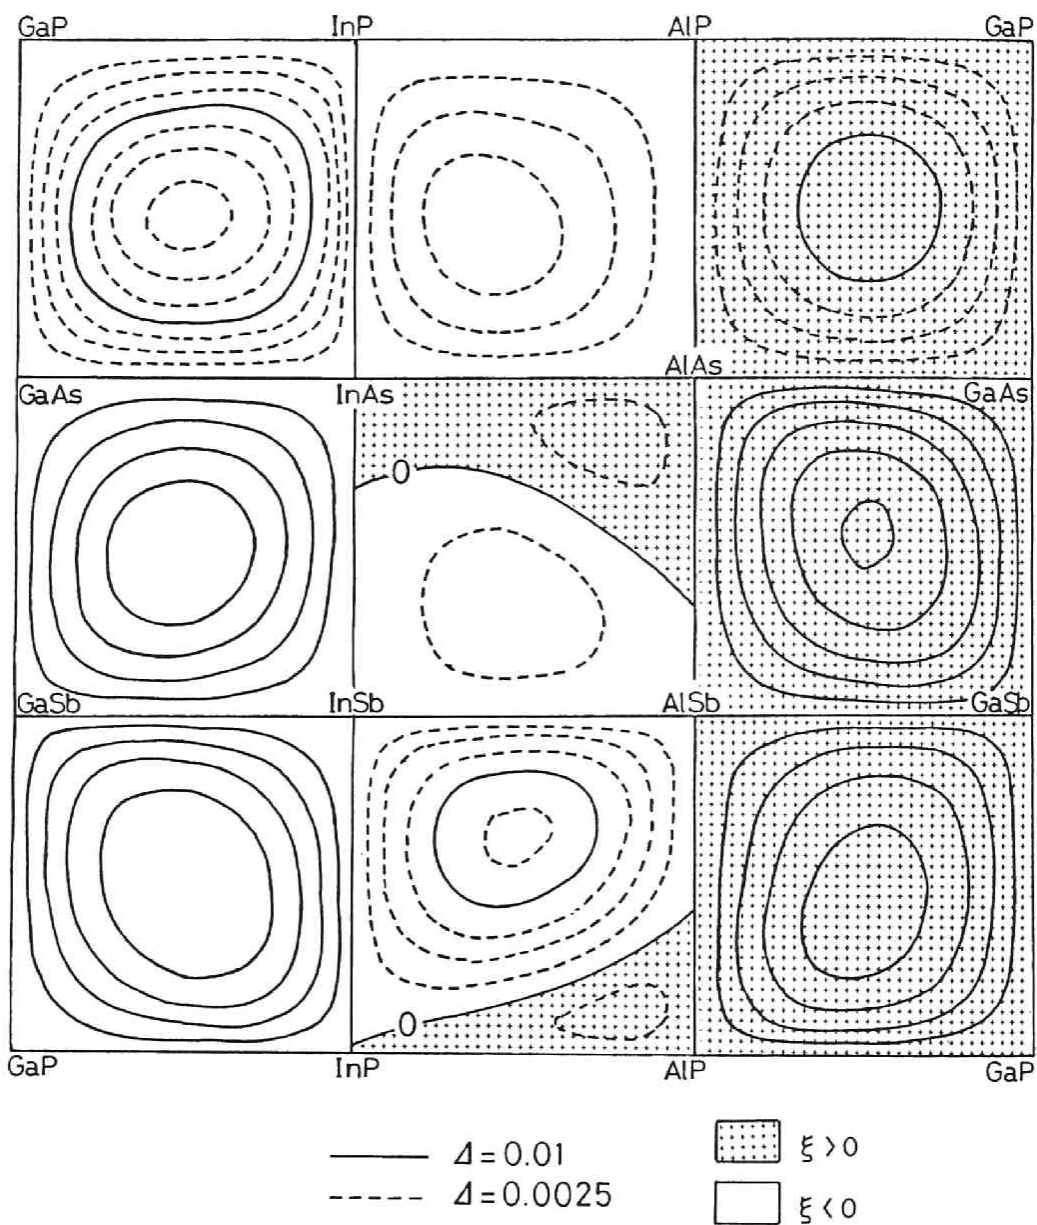 GaP InP AlP GaP
AlAs
GaAs InAs GaAs
0
GaSb InSb AlSb GaSb
0
GaP InP AlP GaP
Δ = 0.01 ξ > 0
Δ = 0.0025 ξ < 0